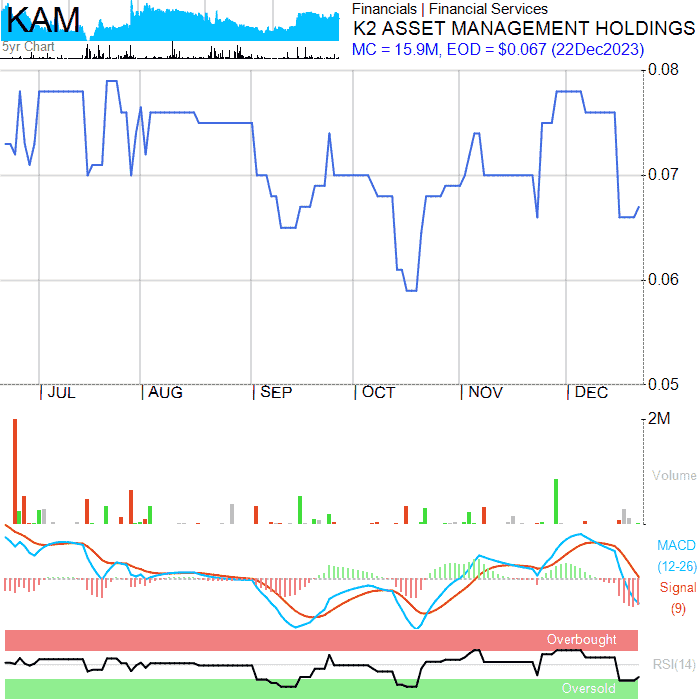 KAM
5yr Chart
Financials | Financial Services
K2 ASSET MANAGEMENT HOLDINGS
MC = 15.9M, EOD = $0.067 (22Dec2023)
0.08
0.07
0.06
0.05
JUL AUG SEP OCT NOV DEC
2M
Volume
MACD
(12-26)
Signal
(9)
Overbought
RSI(14)
Oversold